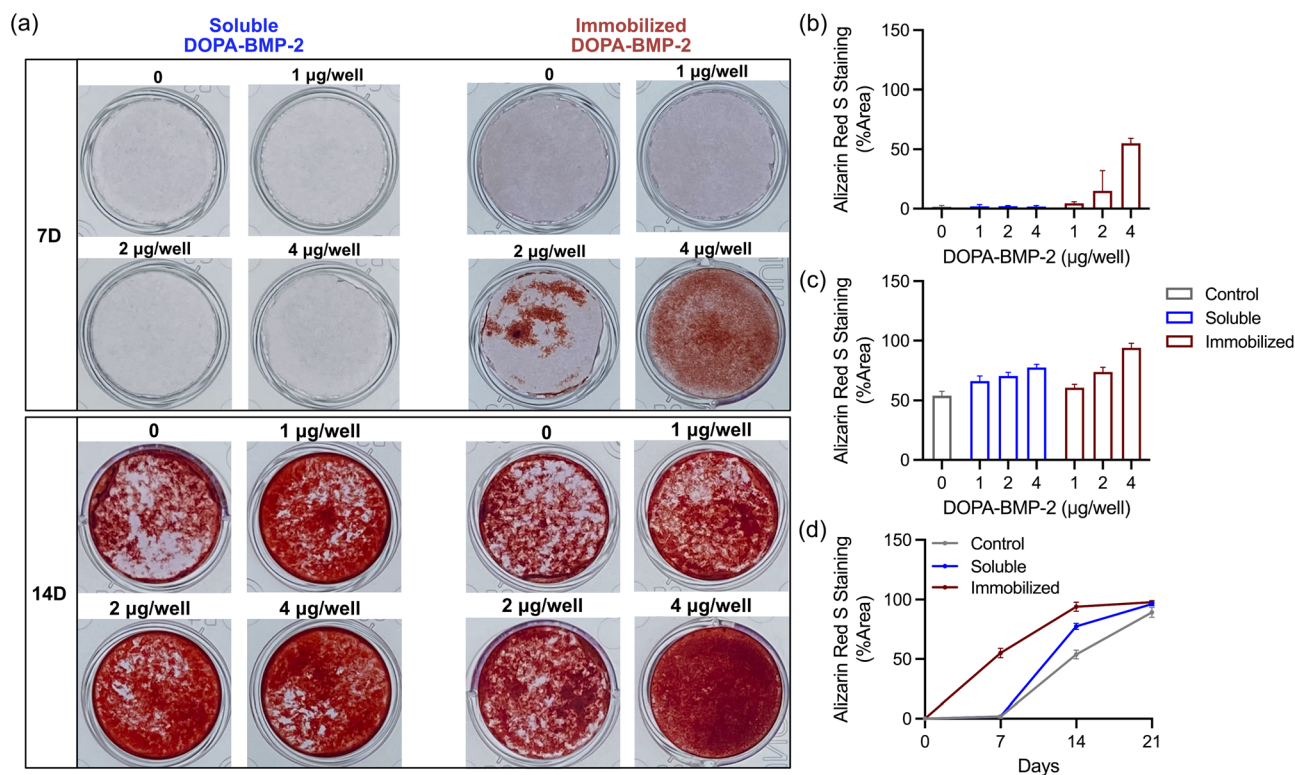 (a)
Soluble
DOPA-BMP-2
Immobilized
DOPA-BMP-2
7D
0
1 µg/well
0
1 µg/well
2 µg/well
4 µg/well
2 µg/well
4 µg/well
14D
0
1 µg/well
0
1 µg/well
2 µg/well
4 µg/well
2 µg/well
4 µg/well
(b)
Alizarin Red S Staining
(%Area)
150
100
50
0
0 1 2 4 1 2 4
DOPA-BMP-2 (µg/well)
(c)
Alizarin Red S Staining
(%Area)
150
100
50
0
0 1 2 4 1 2 4
DOPA-BMP-2 (µg/well)
Control
Soluble
Immobilized
(d)
Alizarin Red S Staining
(%Area)
150
100
50
0
Control
Soluble
Immobilized
0 7 14 21
Days